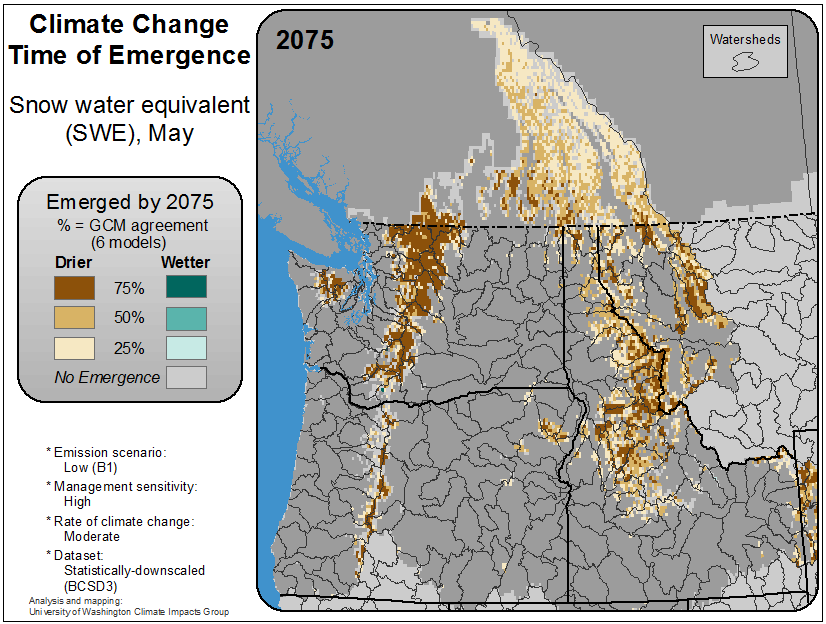 Climate Change
Time of Emergence
Snow water equivalent
(SWE), May
Emerged by 2075
% = GCM agreement
(6 models)
Drier Wetter
75%
50%
25%
No Emergence
* Emission scenario:
Low (B1)
* Management sensitivity:
High
* Rate of climate change:
Moderate
* Dataset:
Statistically-downscaled
(BCSD3)
Analysis and mapping:
University of Washington Climate Impacts Group
2075
Watersheds